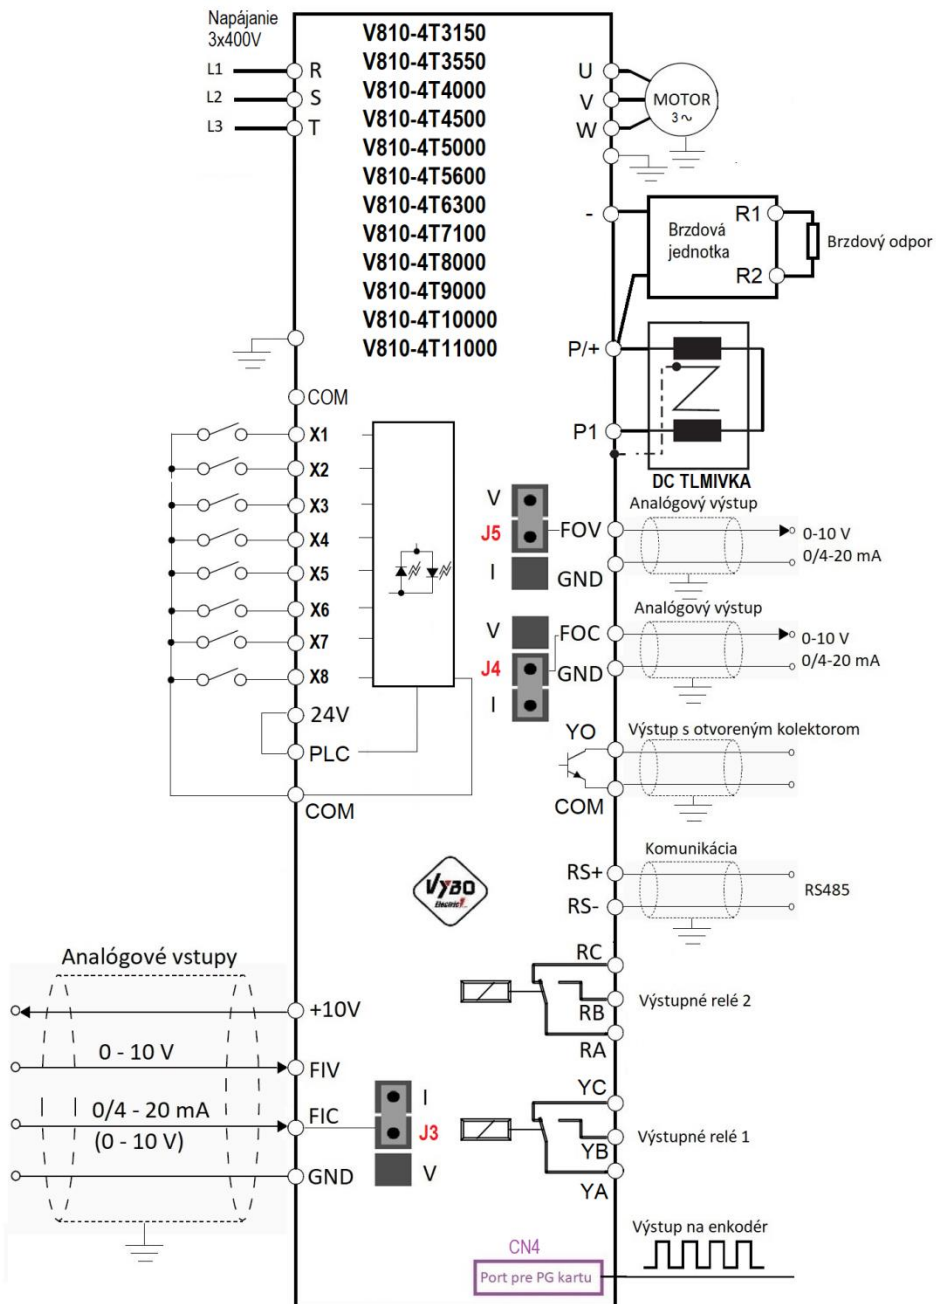 Napájanie
3x400V
L1
R
L2
S
L3
T
V810-4T3150
V810-4T3550
V810-4T4000
V810-4T4500
V810-4T5000
V810-4T5600
V810-4T6300
V810-4T7100
V810-4T8000
V810-4T9000
V810-4T10000
V810-4T11000
U
V
W
MOTOR
3 ~
-
Brzdová
jednotka
R1
R2
Brzdový odpor
P/+
P1
DC TLMIVKA
COM
X1
X2
X3
X4
X5
X6
X7
X8
24V
PLC
COM
V
J5
I
FOV
GND
Analógový výstup
0-10 V
0/4-20 mA
V
J4
I
FOC
GND
Analógový výstup
0-10 V
0/4-20 mA
YO
COM
Výstup s otvoreným kolektorom
VYBO
Electric
RS+
RS-
Komunikácia
RS485
RC
RB
RA
Výstupné relé 2
YC
YB
YA
Výstupné relé 1
Analógové vstupy
+10V
0 - 10 V
FIV
0/4 - 20 mA
(0 - 10 V)
FIC
GND
I
J3
V
CN4
Port pre PG kartu
Výstup na enkodér